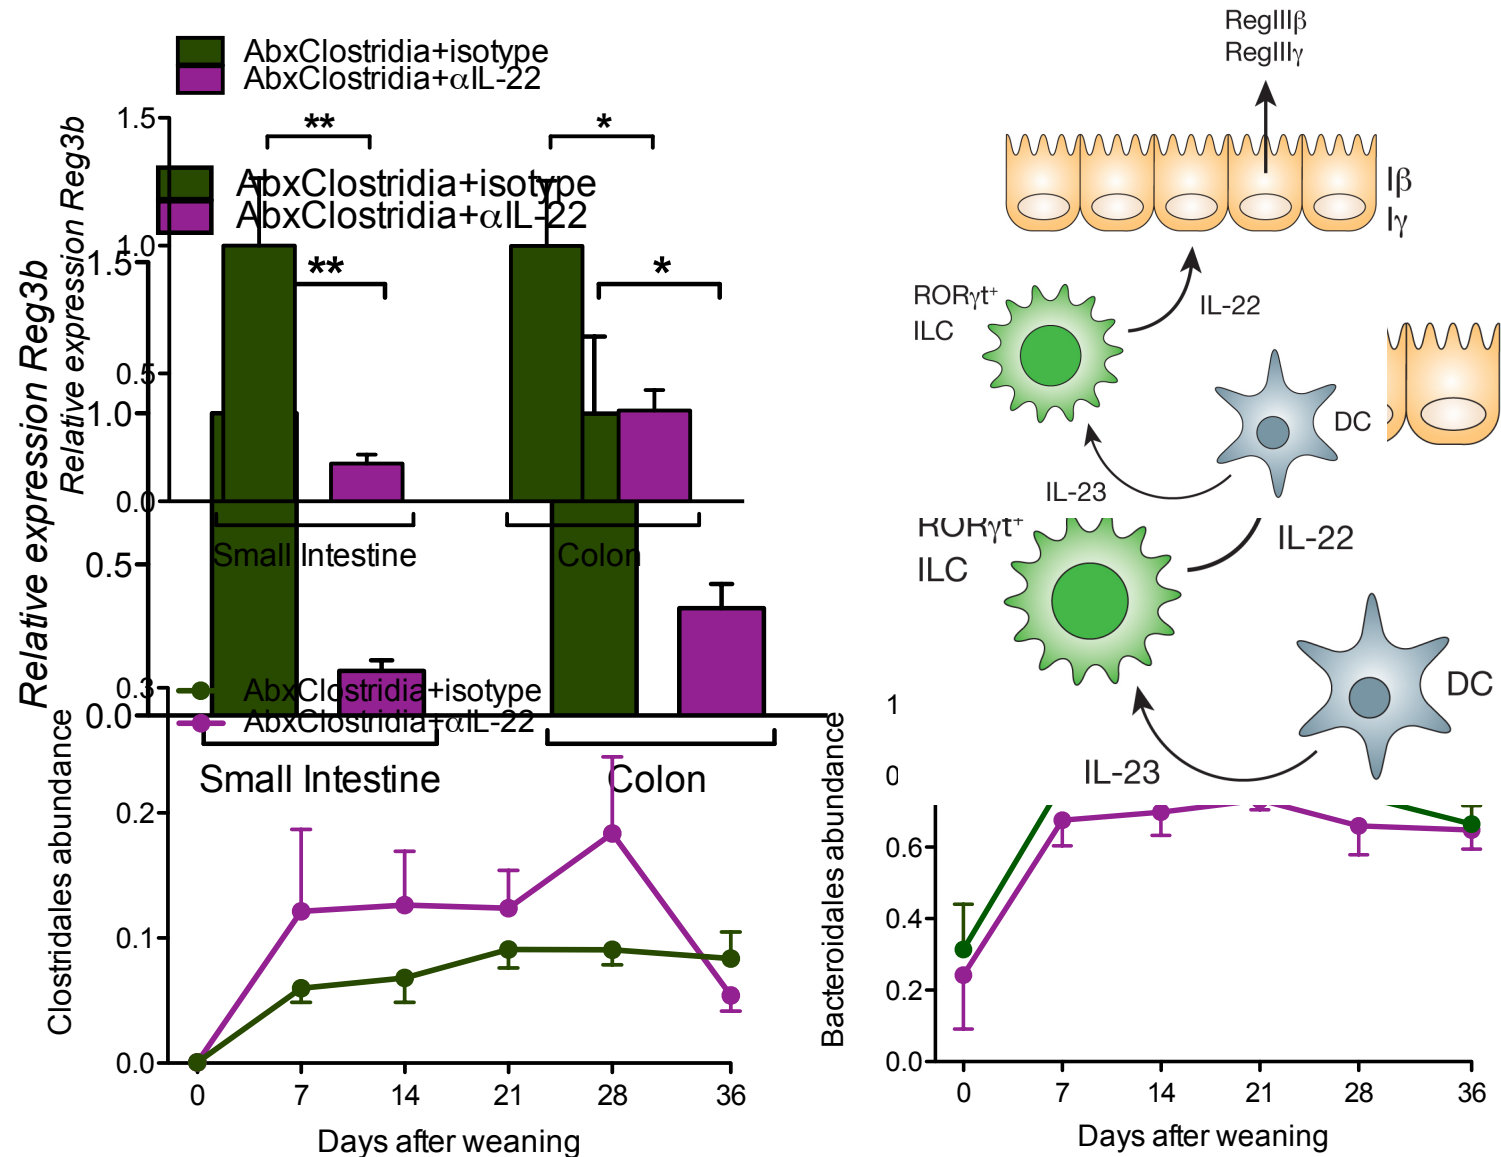 AbxClostridia+isotype
AbxClostridia+αIL-22
Relative expression Reg3b
1.5
1.0
0.5
0.0
**
*
Small Intestine
Colon
AbxClostridia+isotype
AbxClostridia+αIL-22
Relative expression Reg3b
1.5
1.0
0.5
0.0
**
*
Small Intestine
Colon
RegIIIβ
RegIIIγ
Iβ
Iγ
RORγt⁺
ILC
IL-22
DC
IL-23
RORγt⁺
ILC
IL-22
DC
IL-23
AbxClostridia+isotype
AbxClostridia+αIL-22
Clostridales abundance
0.3
0.2
0.1
0.0
0 7 14 21 28 36
Days after weaning
Bacteroidales abundance
1
0
0.6
0.4
0.2
0.0
0 7 14 21 28 36
Days after weaning